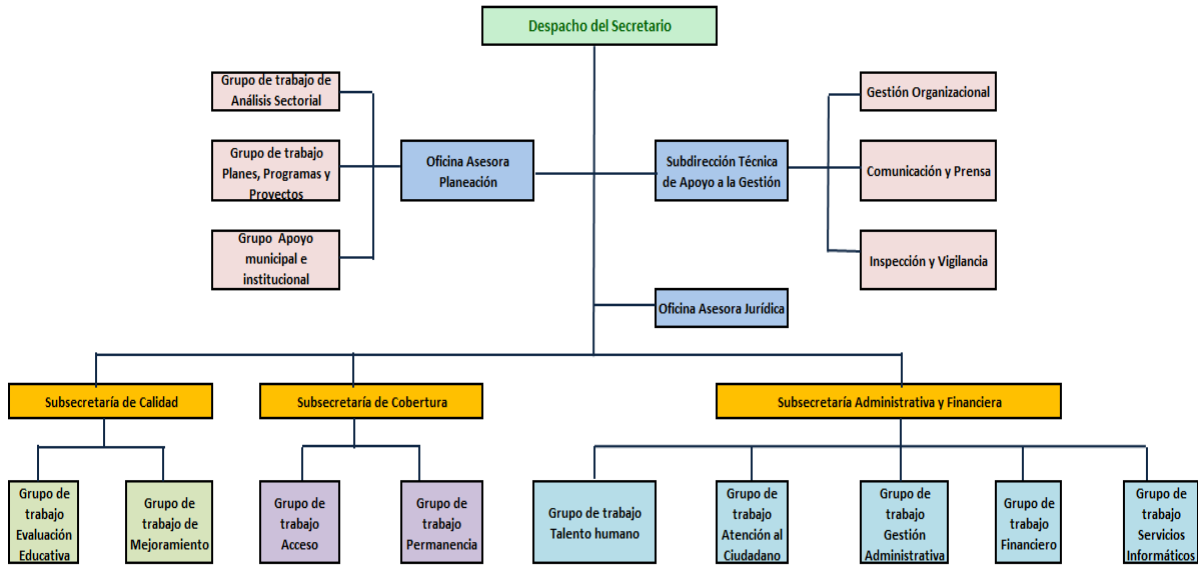 Despacho del Secretario
Grupo de trabajo de
Análisis Sectorial
Grupo de trabajo
Planes, Programas y
Proyectos
Grupo Apoyo
municipal e
institucional
Oficina Asesora
Planeación
Subdirección Técnica
de Apoyo a la Gestión
Gestión Organizacional
Comunicación y Prensa
Inspección y Vigilancia
Oficina Asesora Jurídica
Subsecretaría de Calidad
Subsecretaría de Cobertura
Subsecretaría Administrativa y Financiera
Grupo de
trabajo
Evaluación
Educativa
Grupo de
trabajo de
Mejoramiento
Grupo de
trabajo
Acceso
Grupo de
trabajo
Permanencia
Grupo de trabajo
Talento humano
Grupo de
trabajo
Atención al
Ciudadano
Grupo de
trabajo
Gestión
Administrativa
Grupo de
trabajo
Financiero
Grupo de
trabajo
Servicios
Informáticos